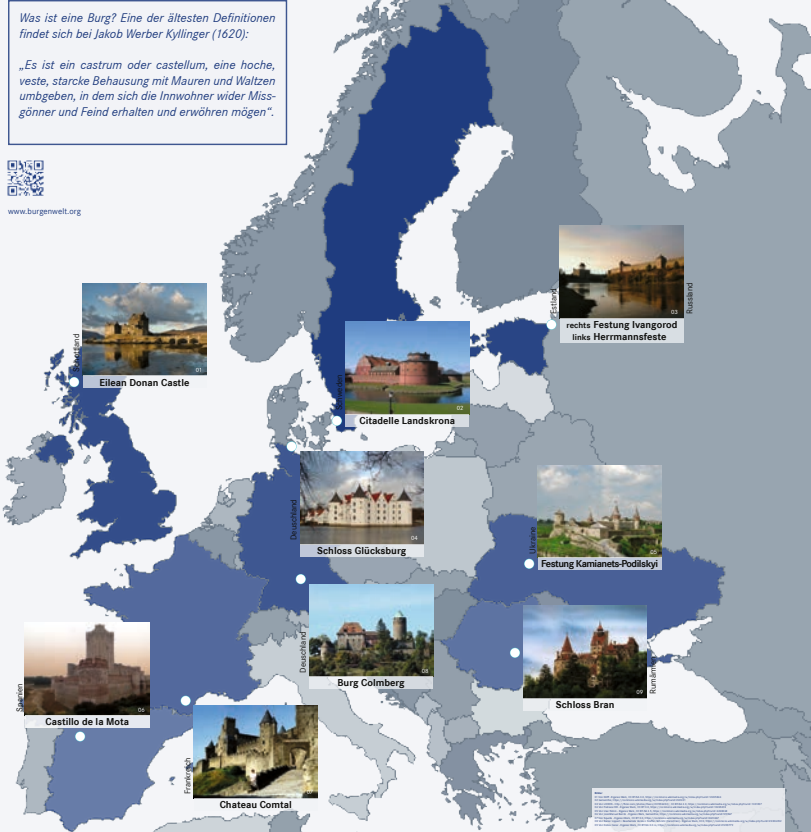 Was ist eine Burg? Eine der ältesten Definitionen
findet sich bei Jakob Werber Kyllinger (1620):
„Es ist ein castrum oder castellum, eine hoche,
veste, starcke Behausung mit Mauren und Waltzen
umgeben, in dem sich die Innwohner wider Miss-
gönner und Feind erhalten und erwöhren mögen“.
www.burgenwelt.org
Estland
Russland
03
rechts Festung Ivangorod
links Herrmannsfeste
Schottland
01
Eilean Donan Castle
Schweden
02
Citadelle Landskrona
Deuschland
04
Schloss Glücksburg
Ukraine
05
Festung Kamianets-Podilskyi
Deuschland
08
Burg Colmberg
Rumänien
09
Schloss Bran
Spanien
06
Castillo de la Mota
Frankreich
Chateau Comtal